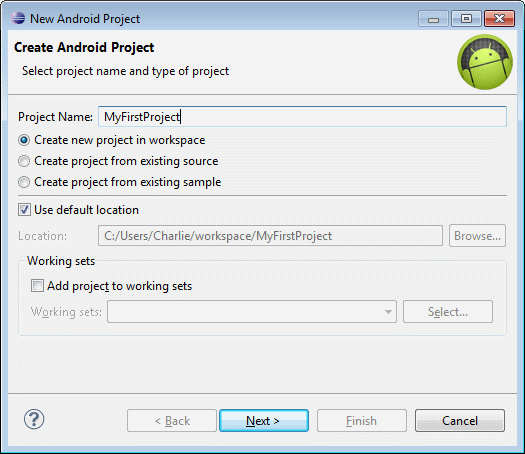 New Android Project
Create Android Project
Select project name and type of project
Project Name: MyFirstProject
Create new project in workspace
Create project from existing source
Create project from existing sample
Use default location
Location: C:/Users/Charlie/workspace/MyFirstProject Browse...
Working sets
Add project to working sets
Working sets: Select...
? < Back Next > Finish Cancel